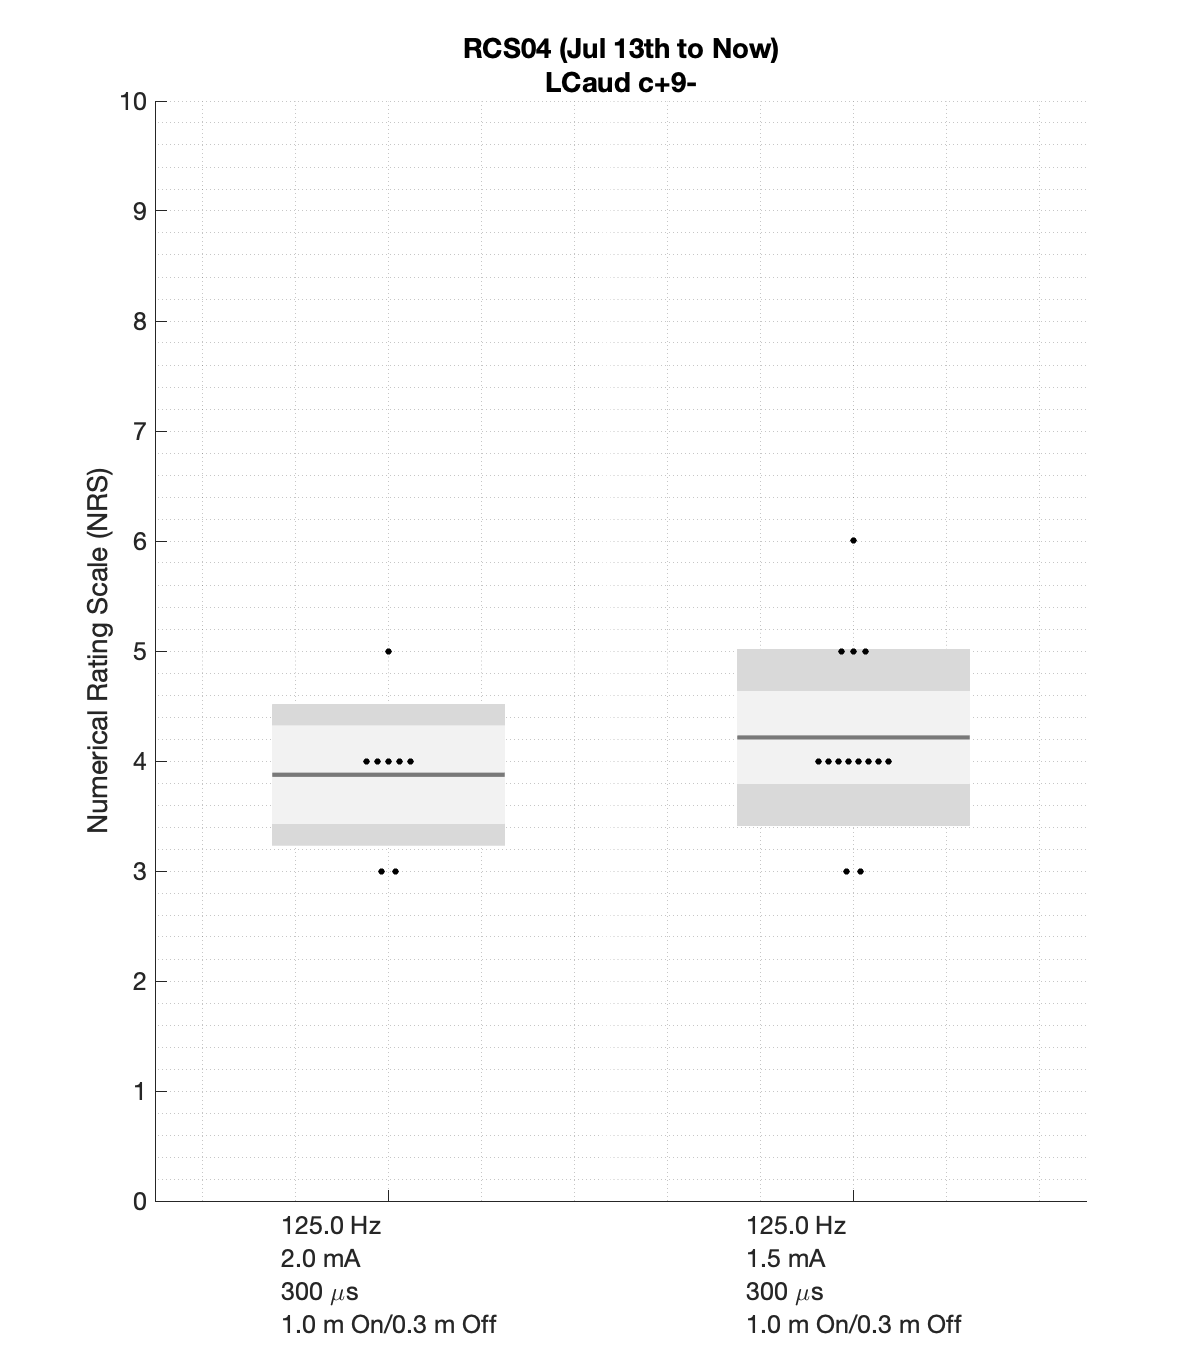 RCS04 (Jul 13th to Now)
LCaud c+9-
10
9
8
7
6
5
4
3
2
1
0
Numerical Rating Scale (NRS)
125.0 Hz
2.0 mA
300 μs
1.0 m On/0.3 m Off
125.0 Hz
1.5 mA
300 μs
1.0 m On/0.3 m Off